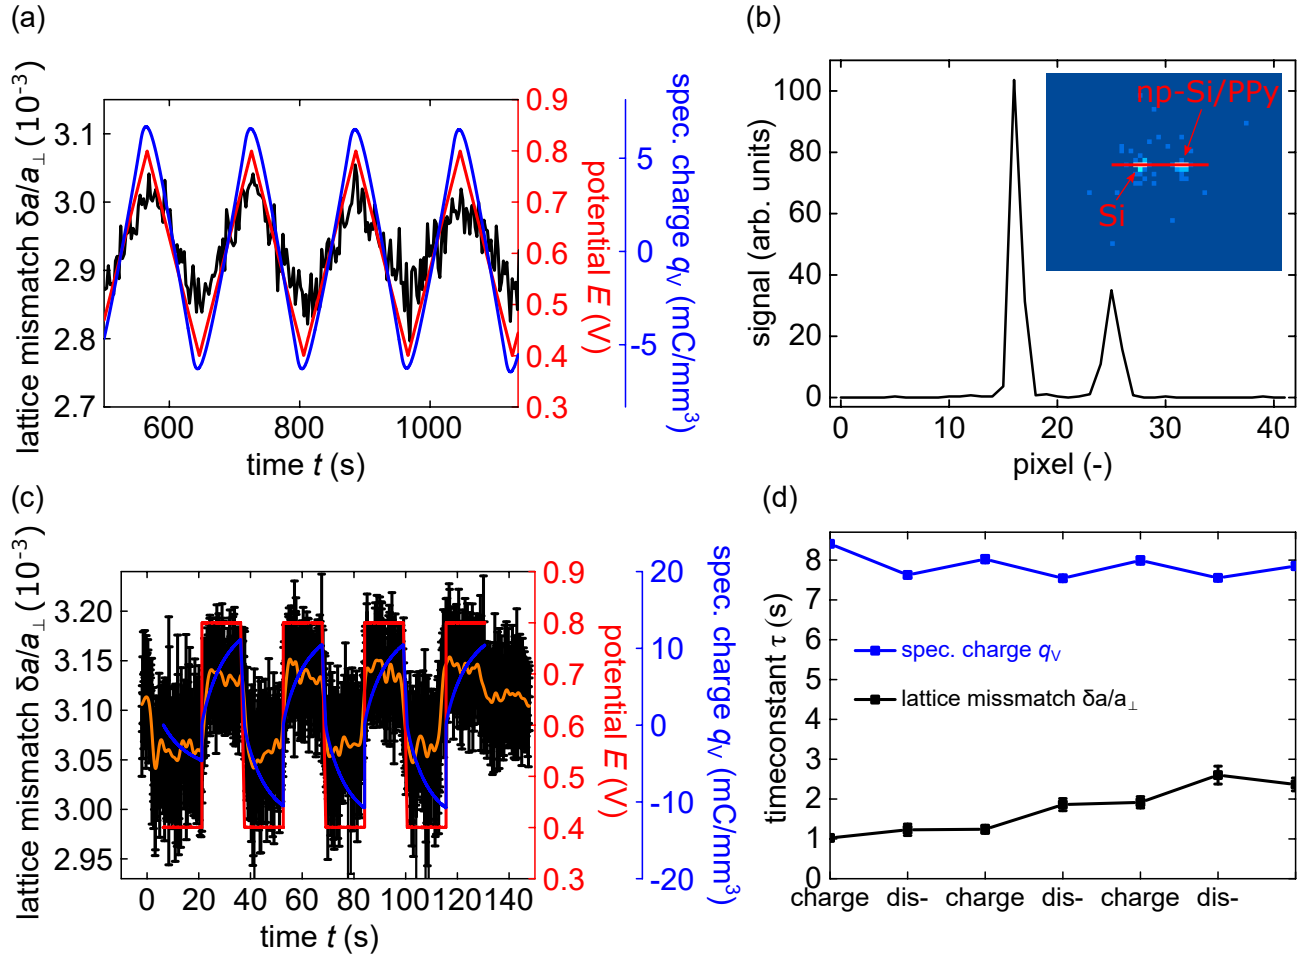 (a)
lattice mismatch δa/a⊥ (10⁻³)
3.1
3.0
2.9
2.8
2.7
600
800
1000
time t (s)
0.9
0.8
0.7
0.6
0.5
0.4
0.3
potential E (V)
5
0
-5
spec. charge qV (mC/mm³)
(b)
signal (arb. units)
100
80
60
40
20
0
0
10
20
30
40
pixel (-)
np-Si/PPy
Si
(c)
lattice mismatch δa/a⊥ (10⁻³)
3.20
3.15
3.10
3.05
3.00
2.95
0 20 40 60 80 100 120 140
time t (s)
0.9
0.8
0.7
0.6
0.5
0.4
0.3
potential E (V)
20
10
0
-10
-20
spec. charge qV (mC/mm³)
(d)
timeconstant τ (s)
8
7
6
5
4
3
2
1
0
spec. charge qV
lattice missmatch δa/a⊥
charge dis- charge dis- charge dis-